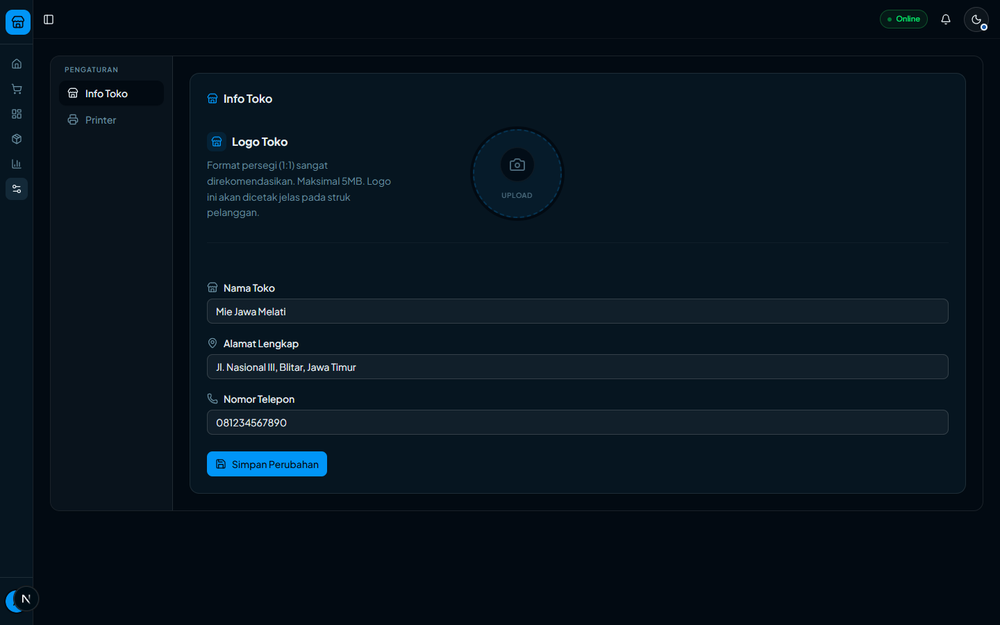 Online
PENGATURAN
Info Toko
Printer
Info Toko
Logo Toko
Format persegi (1:1) sangat
direkomendasikan. Maksimal 5MB. Logo
ini akan dicetak jelas pada struk
pelanggan.
UPLOAD
Nama Toko
Mie Jawa Melati
Alamat Lengkap
Jl. Nasional III, Blitar, Jawa Timur
Nomor Telepon
081234567890
Simpan Perubahan
N